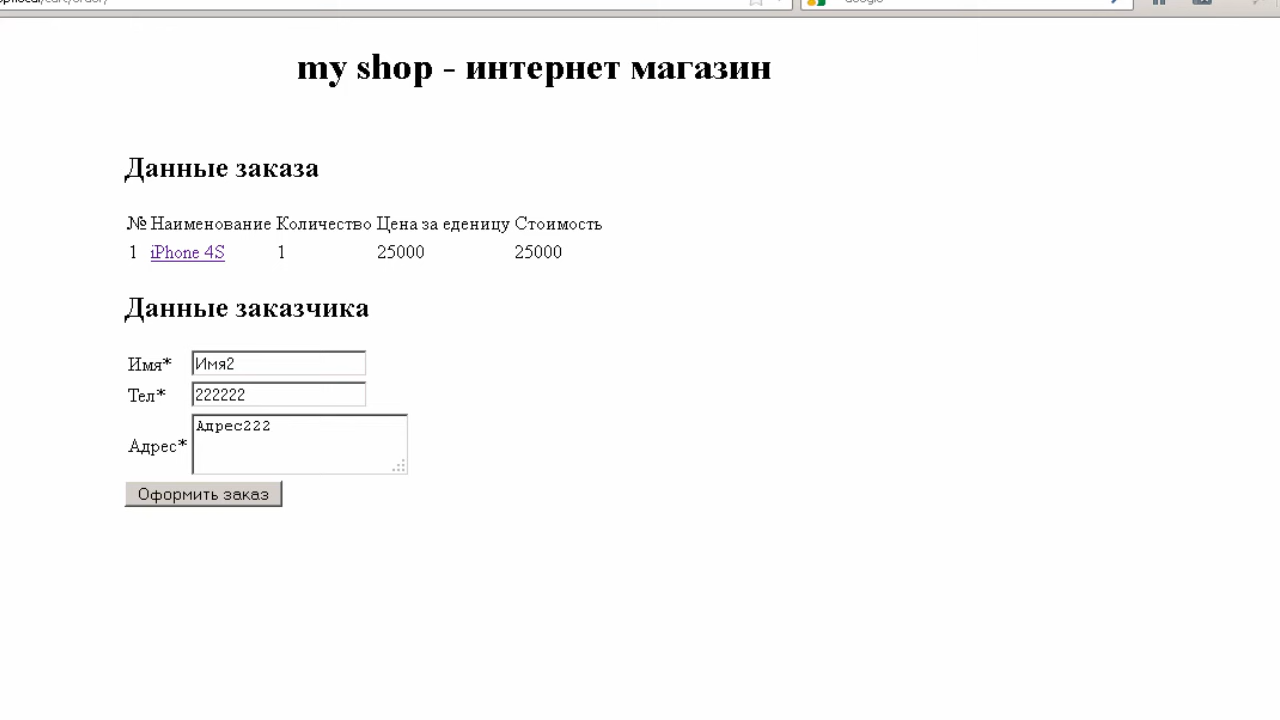 my shop - интернет магазин
Данные заказа
№ Наименование Количество Цена за еденицу Стоимость
1 iPhone 4S 1 25000 25000
Данные заказчика
Имя* Имя2
Тел* 222222
Адрес* Адрес222
Оформить заказ